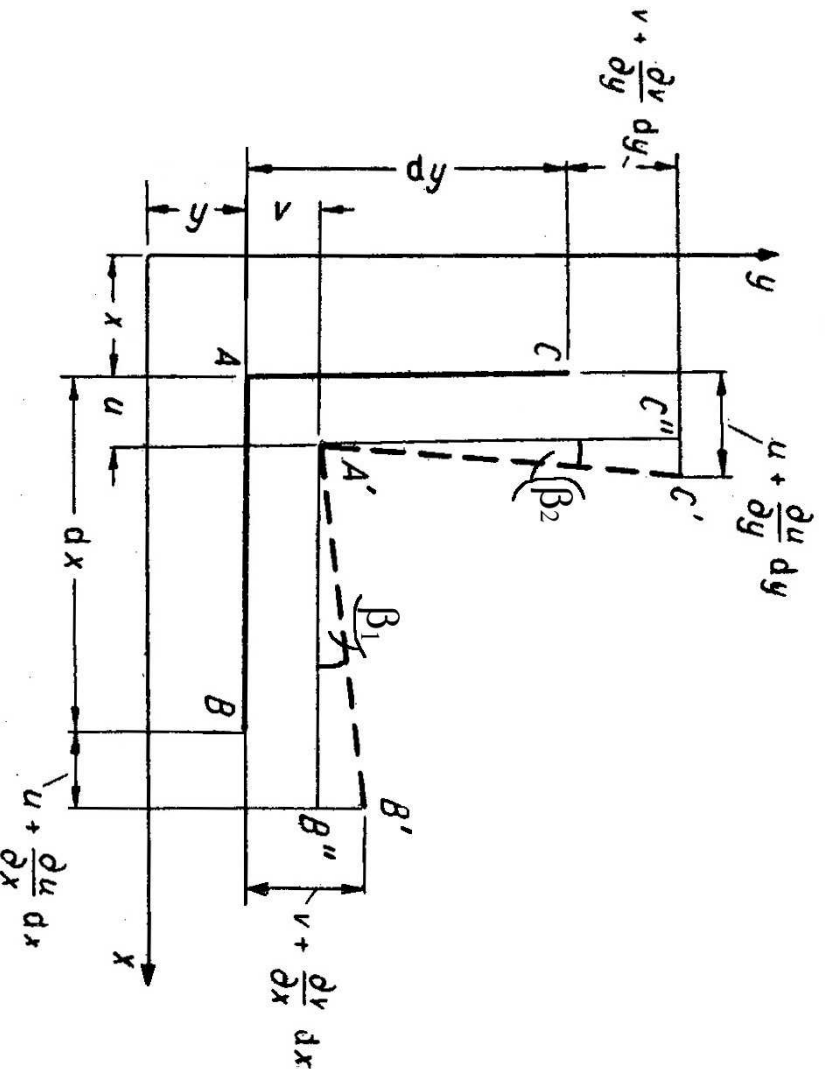 v + ∂v/∂y dy
dy
y
v
y
x
u
A
C
C"
C'
u + ∂u/∂y dy
A'
β₂
dx
β₁
B
B'
B"
u + ∂u/∂x dx
v + ∂v/∂x dx
x